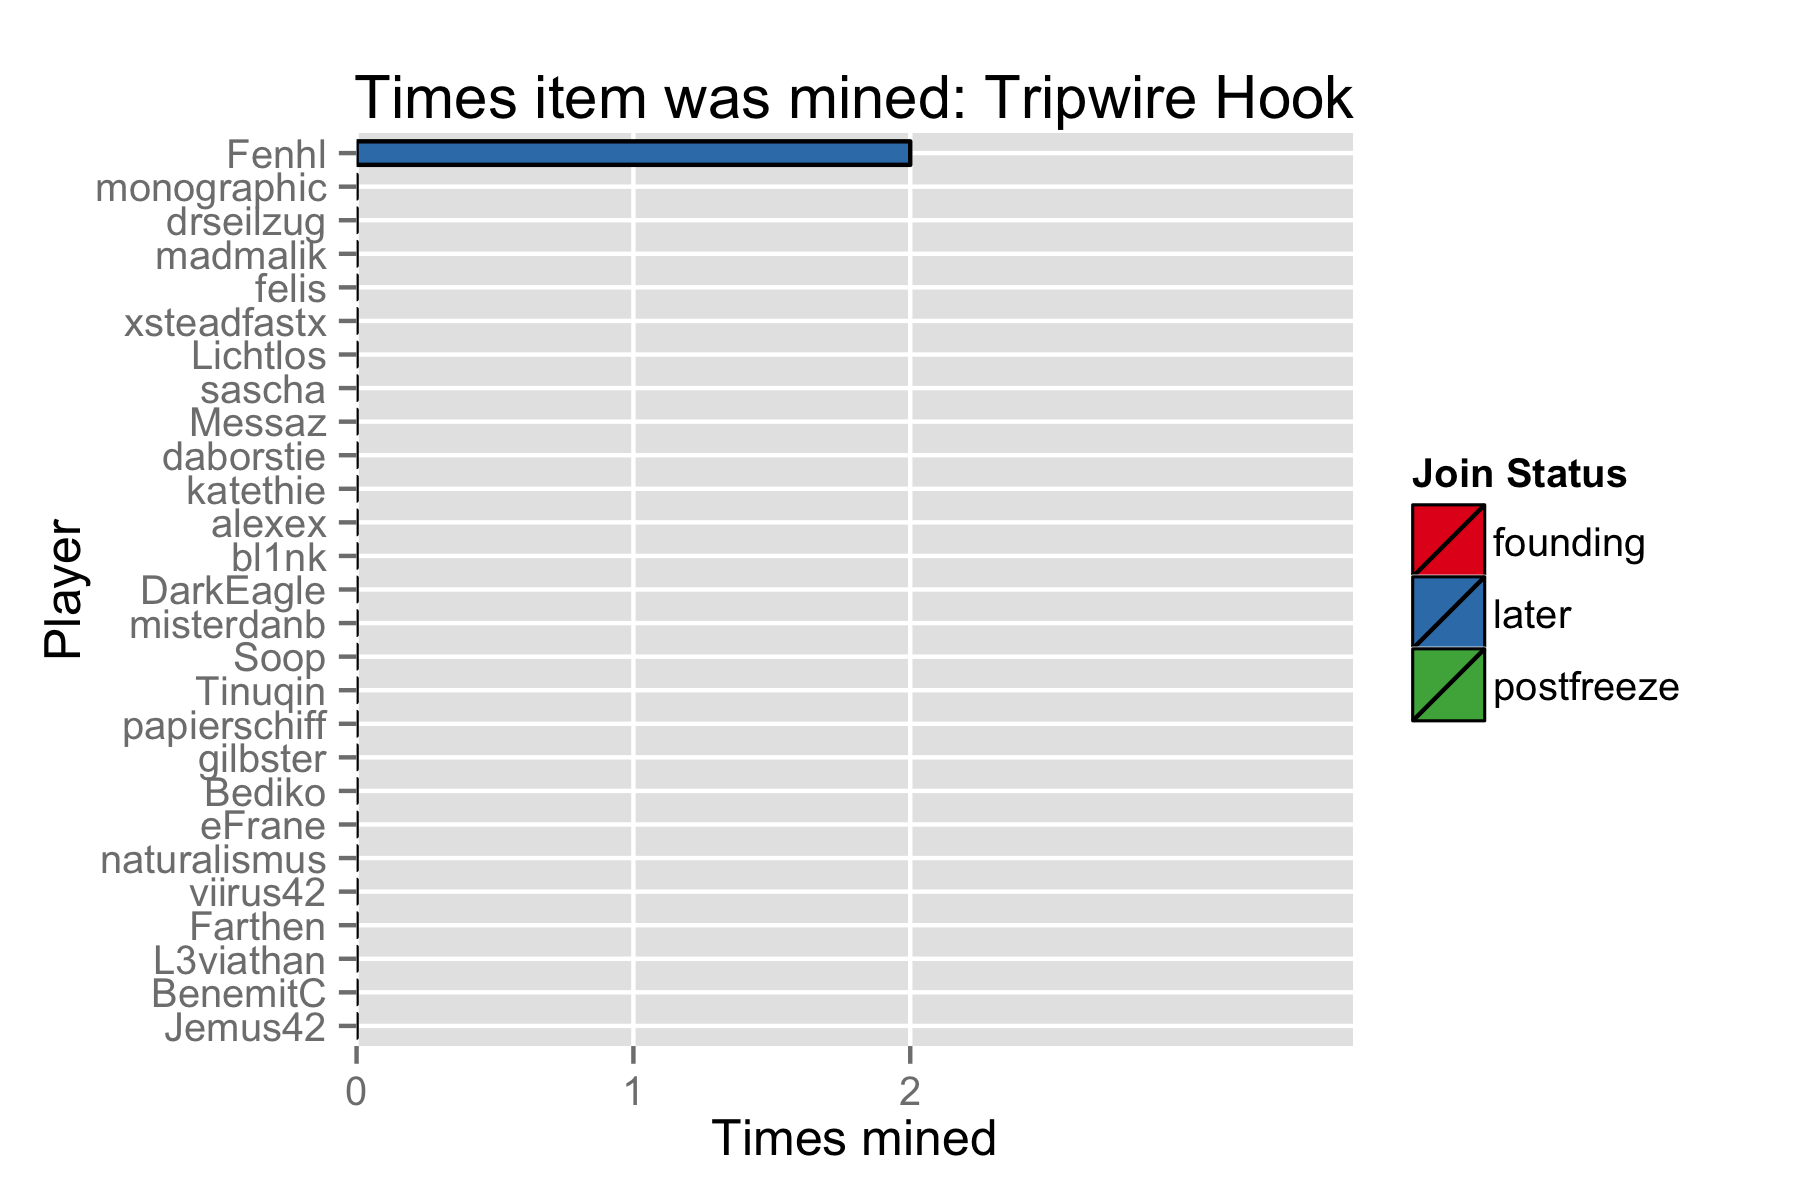 Times item was mined: Tripwire Hook
Fenhl
monographic
drseilzug
madmalik
felis
xsteadfastx
Lichtlos
sascha
Messaz
daborstie
katethie
alexex
bl1nk
DarkEagle
misterdanb
Soop
Tinuqin
papierschiff
gilbster
Bediko
eFrane
naturalismus
viirus42
Farthen
L3viathan
BenemitC
Jemus42
Player
0 1 2
Times mined
Join Status
founding
later
postfreeze